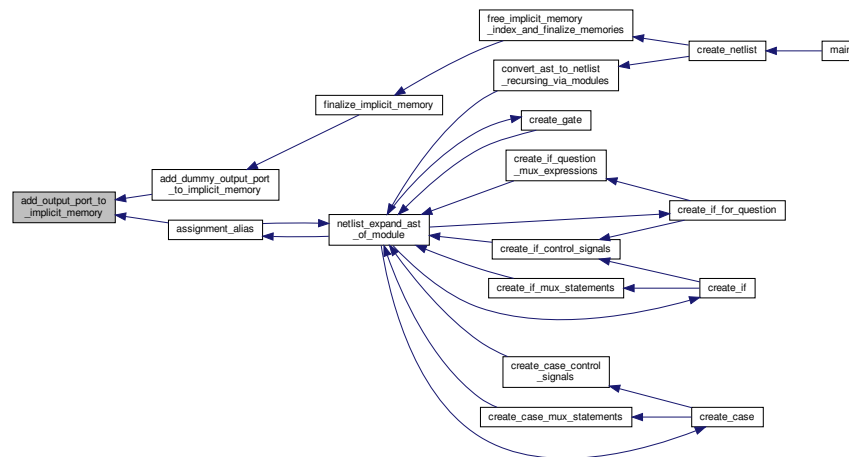 free_implicit_memory
_index_and_finalize_memories
create_netlist
main
convert_ast_to_netlist
_recursing_via_modules
finalize_implicit_memory
create_gate
create_if_question
_mux_expressions
add_dummy_output_port
_to_implicit_memory
add_output_port_to
_implicit_memory
assignment_alias
netlist_expand_ast
_of_module
create_if_for_question
create_if_control_signals
create_if_mux_statements
create_if
create_case_control
_signals
create_case_mux_statements
create_case